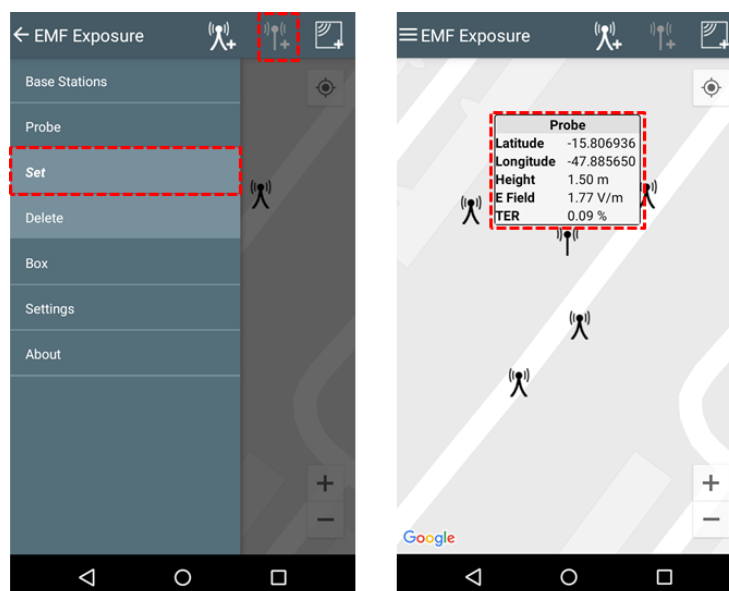 EMF Exposure
Base Stations
Probe
Set
Delete
Box
Settings
About
EMF Exposure
Probe
Latitude -15.806936
Longitude -47.885650
Height 1.50 m
E Field 1.77 V/m
TER 0.09 %
Google